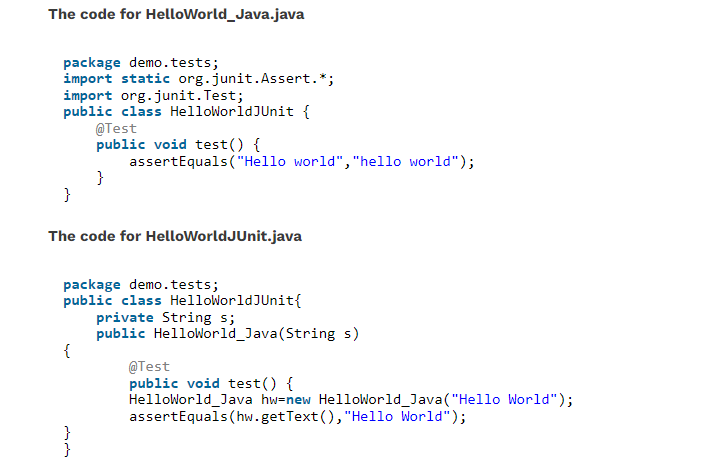 The code for HelloWorld_Java.java
package demo.tests;
import static org.junit.Assert.*;
import org.junit.Test;
public class HelloWorldJUnit {
@Test
public void test() {
assertEquals("Hello world","hello world");
}
}
The code for HelloWorldJUnit.java
package demo.tests;
public class HelloWorldJUnit{
private String s;
public HelloWorld_Java(String s)
{
@Test
public void test() {
HelloWorld_Java hw=new HelloWorld_Java("Hello World");
assertEquals(hw.getText(),"Hello World");
}
}